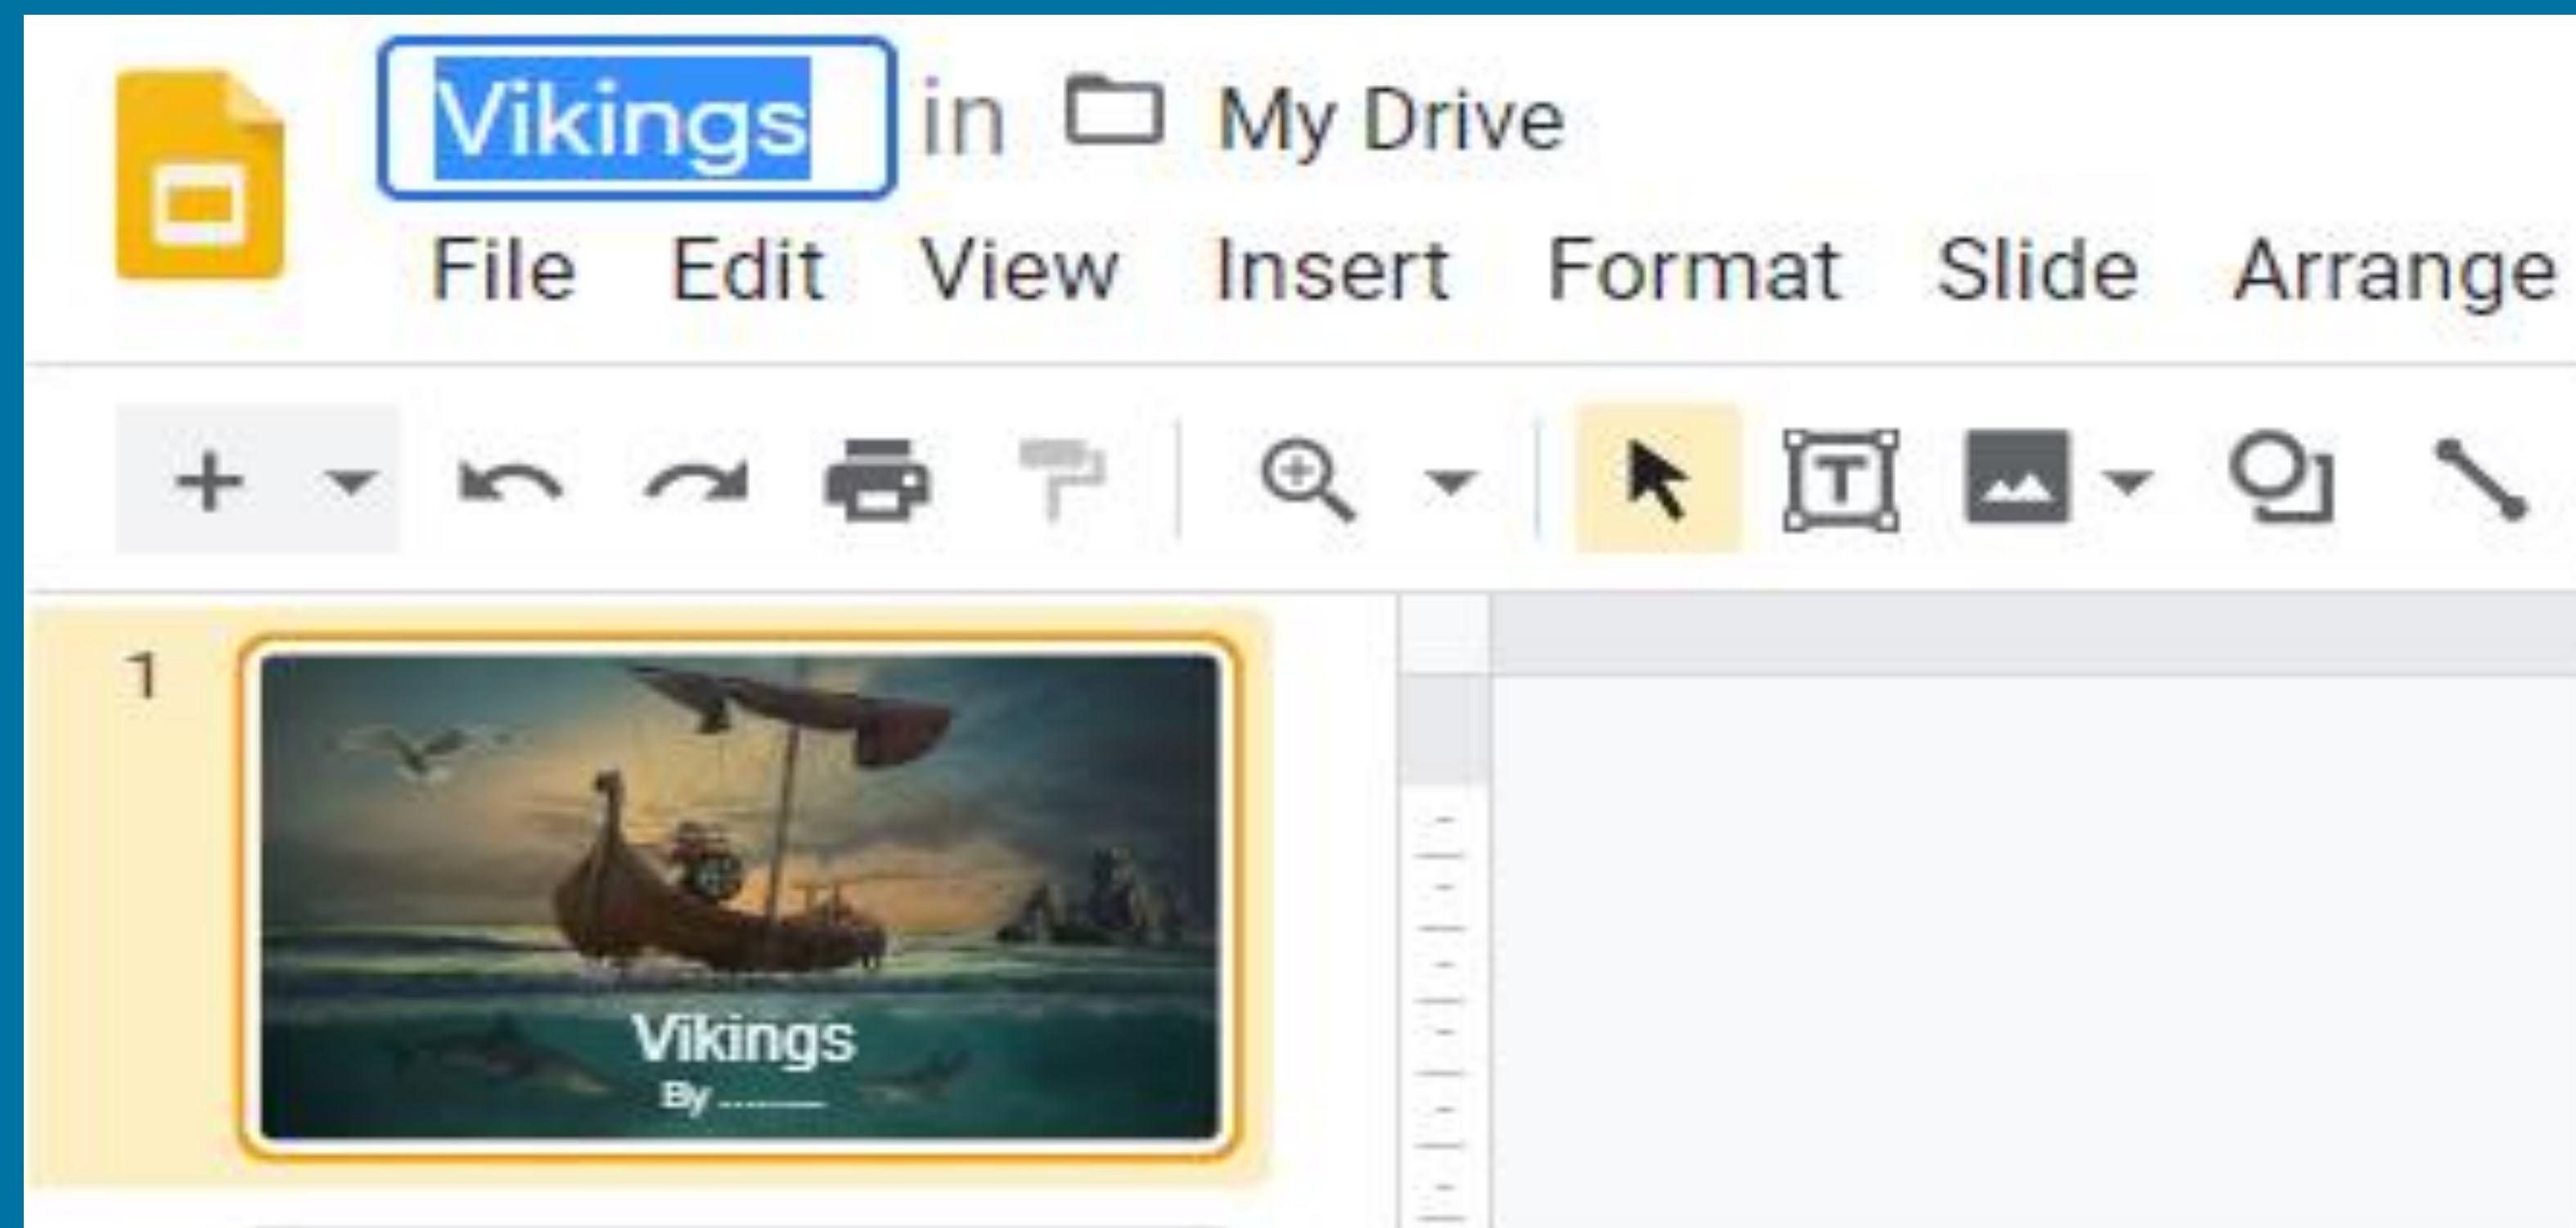 Vikings in My Drive
File Edit View Insert Format Slide Arrange
T
1
Vikings
By ........